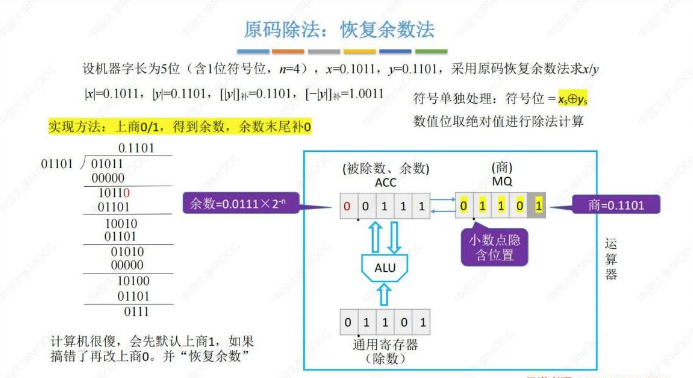 原码除法：恢复余数法
设机器字长为5位（含1位符号位，n=4），x=0.1011，y=0.1101，采用原码恢复余数法求x/y
|x|=0.1011，|y|=0.1101，[|y|]补=0.1101，[−|y|]补=1.0011
符号单独处理：符号位 = xs⊕ys
数值位取绝对值进行除法计算
实现方法：上商0/1，得到余数，余数末尾补0
0.1101
01101
01011
00000
10110
01101
10010
01101
01010
00000
10100
01101
0111
余数=0.0111×2⁻ⁿ
(被除数、余数)
ACC
0 0 1 1 1
(商)
MQ
0 1 1 0 1
商=0.1101
小数点隐
含位置
ALU
运算器
0 1 1 0 1
通用寄存器
（除数）
计算机很傻，会先默认上商1，如果
搞错了再改上商0。并“恢复余数”